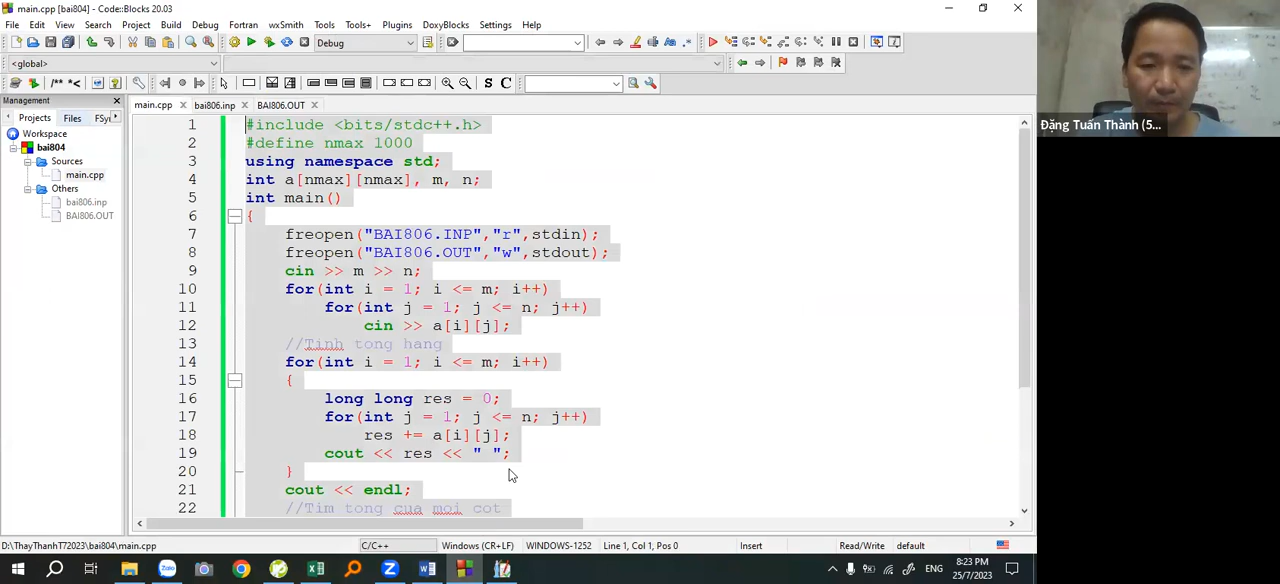 main.cpp [bai804] - Code::Blocks 20.03
File Edit View Search Project Build Debug Fortran wxSmith Tools Tools+ Plugins DoxyBlocks Settings Help
Debug
<global>
/** *<
S C
Management
Projects Files FSy
Workspace
bai804
Sources
main.cpp
Others
bai806.inp
BAI806.OUT
main.cpp bai806.inp BAI806.OUT
1 #include <bits/stdc++.h>
2 #define nmax 1000
3 using namespace std;
4 int a[nmax][nmax], m, n;
5 int main()
6 {
7 freopen("BAI806.INP","r",stdin);
8 freopen("BAI806.OUT","w",stdout);
9 cin >> m >> n;
10 for(int i = 1; i <= m; i++)
11 for(int j = 1; j <= n; j++)
12 cin >> a[i][j];
13 //Tinh tong hang
14 for(int i = 1; i <= m; i++)
15 {
16 long long res = 0;
17 for(int j = 1; j <= n; j++)
18 res += a[i][j];
19 cout << res << " ";
20 }
21 cout << endl;
22 //Tim tong cua moi cot
D:\ThayThanhT72023\bai804\main.cpp C/C++ Windows (CR+LF) WINDOWS-1252 Line 1, Col 1, Pos 0 Insert Read/Write default
Zalo
ENG
8:23 PM
25/7/2023
Đặng Tuấn Thành (5...